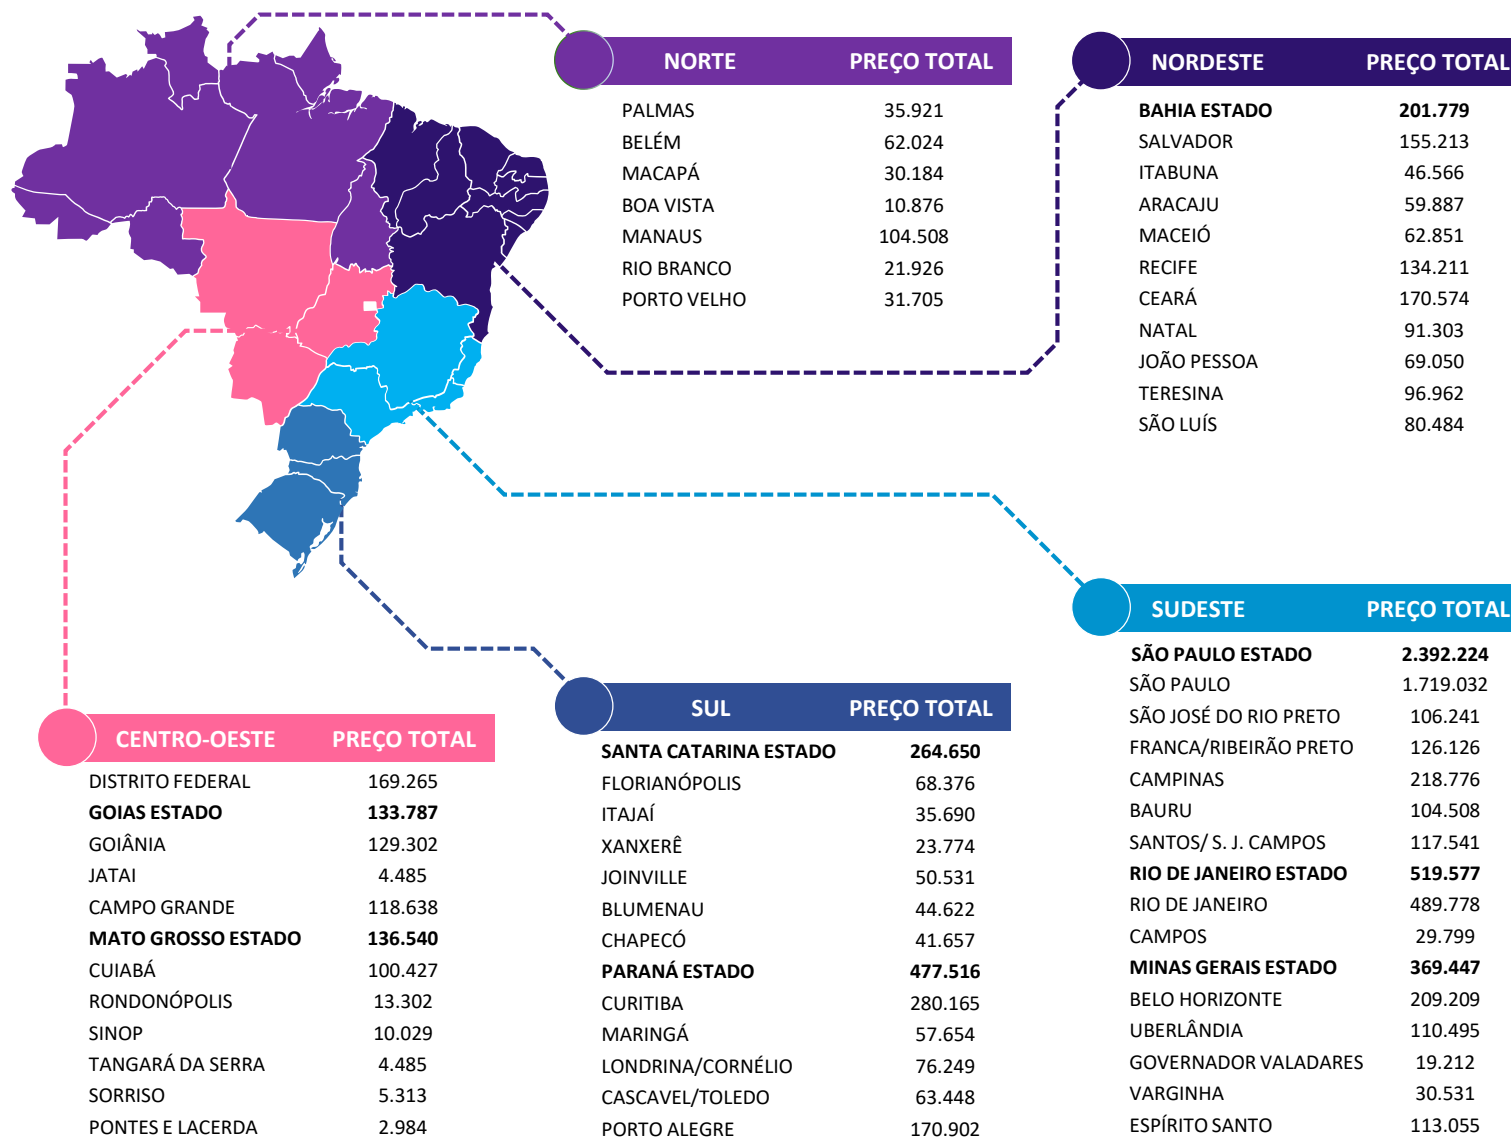 NORTE PREÇO TOTAL
PALMAS 35.921
BELÉM 62.024
MACAPÁ 30.184
BOA VISTA 10.876
MANAUS 104.508
RIO BRANCO 21.926
PORTO VELHO 31.705
NORDESTE PREÇO TOTAL
BAHIA ESTADO 201.779
SALVADOR 155.213
ITABUNA 46.566
ARACAJU 59.887
MACEIÓ 62.851
RECIFE 134.211
CEARÁ 170.574
NATAL 91.303
JOÃO PESSOA 69.050
TERESINA 96.962
SÃO LUÍS 80.484
CENTRO-OESTE PREÇO TOTAL
DISTRITO FEDERAL 169.265
GOIAS ESTADO 133.787
GOIÂNIA 129.302
JATAI 4.485
CAMPO GRANDE 118.638
MATO GROSSO ESTADO 136.540
CUIABÁ 100.427
RONDONÓPOLIS 13.302
SINOP 10.029
TANGARÁ DA SERRA 4.485
SORRISO 5.313
PONTES E LACERDA 2.984
SUL PREÇO TOTAL
SANTA CATARINA ESTADO 264.650
FLORIANÓPOLIS 68.376
ITAJAÍ 35.690
XANXERÊ 23.774
JOINVILLE 50.531
BLUMENAU 44.622
CHAPECÓ 41.657
PARANÁ ESTADO 477.516
CURITIBA 280.165
MARINGÁ 57.654
LONDRINA/CORNÉLIO 76.249
CASCAVEL/TOLEDO 63.448
PORTO ALEGRE 170.902
SUDESTE PREÇO TOTAL
SÃO PAULO ESTADO 2.392.224
SÃO PAULO 1.719.032
SÃO JOSÉ DO RIO PRETO 106.241
FRANCA/RIBEIRÃO PRETO 126.126
CAMPINAS 218.776
BAURU 104.508
SANTOS/ S. J. CAMPOS 117.541
RIO DE JANEIRO ESTADO 519.577
RIO DE JANEIRO 489.778
CAMPOS 29.799
MINAS GERAIS ESTADO 369.447
BELO HORIZONTE 209.209
UBERLÂNDIA 110.495
GOVERNADOR VALADARES 19.212
VARGINHA 30.531
ESPÍRITO SANTO 113.055